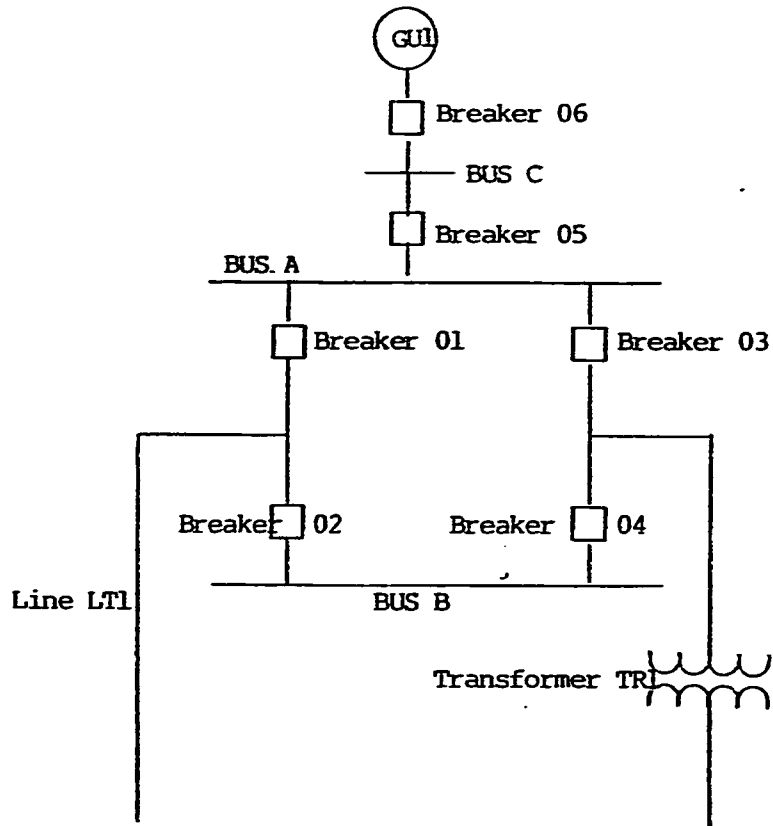 GU1
Breaker 06
BUS C
Breaker 05
BUS. A
Breaker 01
Breaker 03
Breaker 02
Breaker 04
Line LT1
BUS B
Transformer TR1